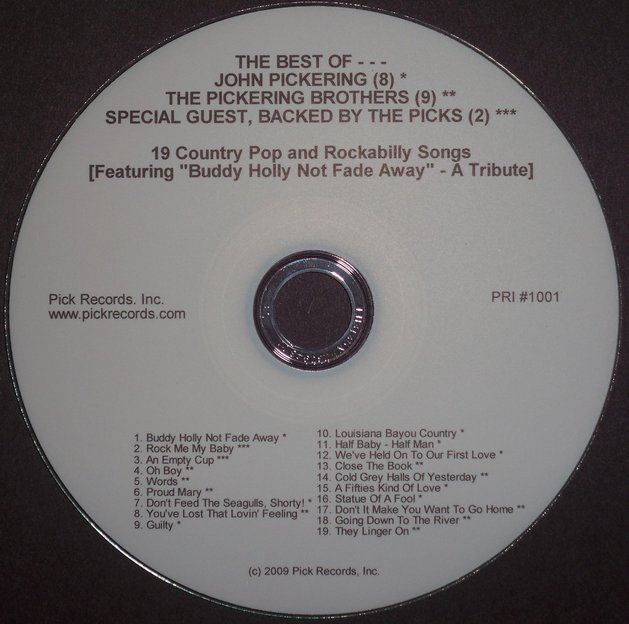 THE BEST OF - - -
JOHN PICKERING (8) *
THE PICKERING BROTHERS (9) **
SPECIAL GUEST, BACKED BY THE PICKS (2) ***
19 Country Pop and Rockabilly Songs
[Featuring "Buddy Holly Not Fade Away" - A Tribute]
Pick Records. Inc.
www.pickrecords.com
PRI #1001
1. Buddy Holly Not Fade Away *
2. Rock Me My Baby ***
3. An Empty Cup ***
4. Oh Boy **
5. Words **
6. Proud Mary **
7. Don't Feed The Seagulls, Shorty! *
8. You've Lost That Lovin' Feeling **
9. Guilty *
10. Louisiana Bayou Country *
11. Half Baby - Half Man *
12. We've Held On To Our First Love *
13. Close The Book **
14. Cold Grey Halls Of Yesterday **
15. A Fifties Kind Of Love *
16. Statue Of A Fool *
17. Don't It Make You Want To Go Home **
18. Going Down To The River **
19. They Linger On **
(c) 2009 Pick Records, Inc.